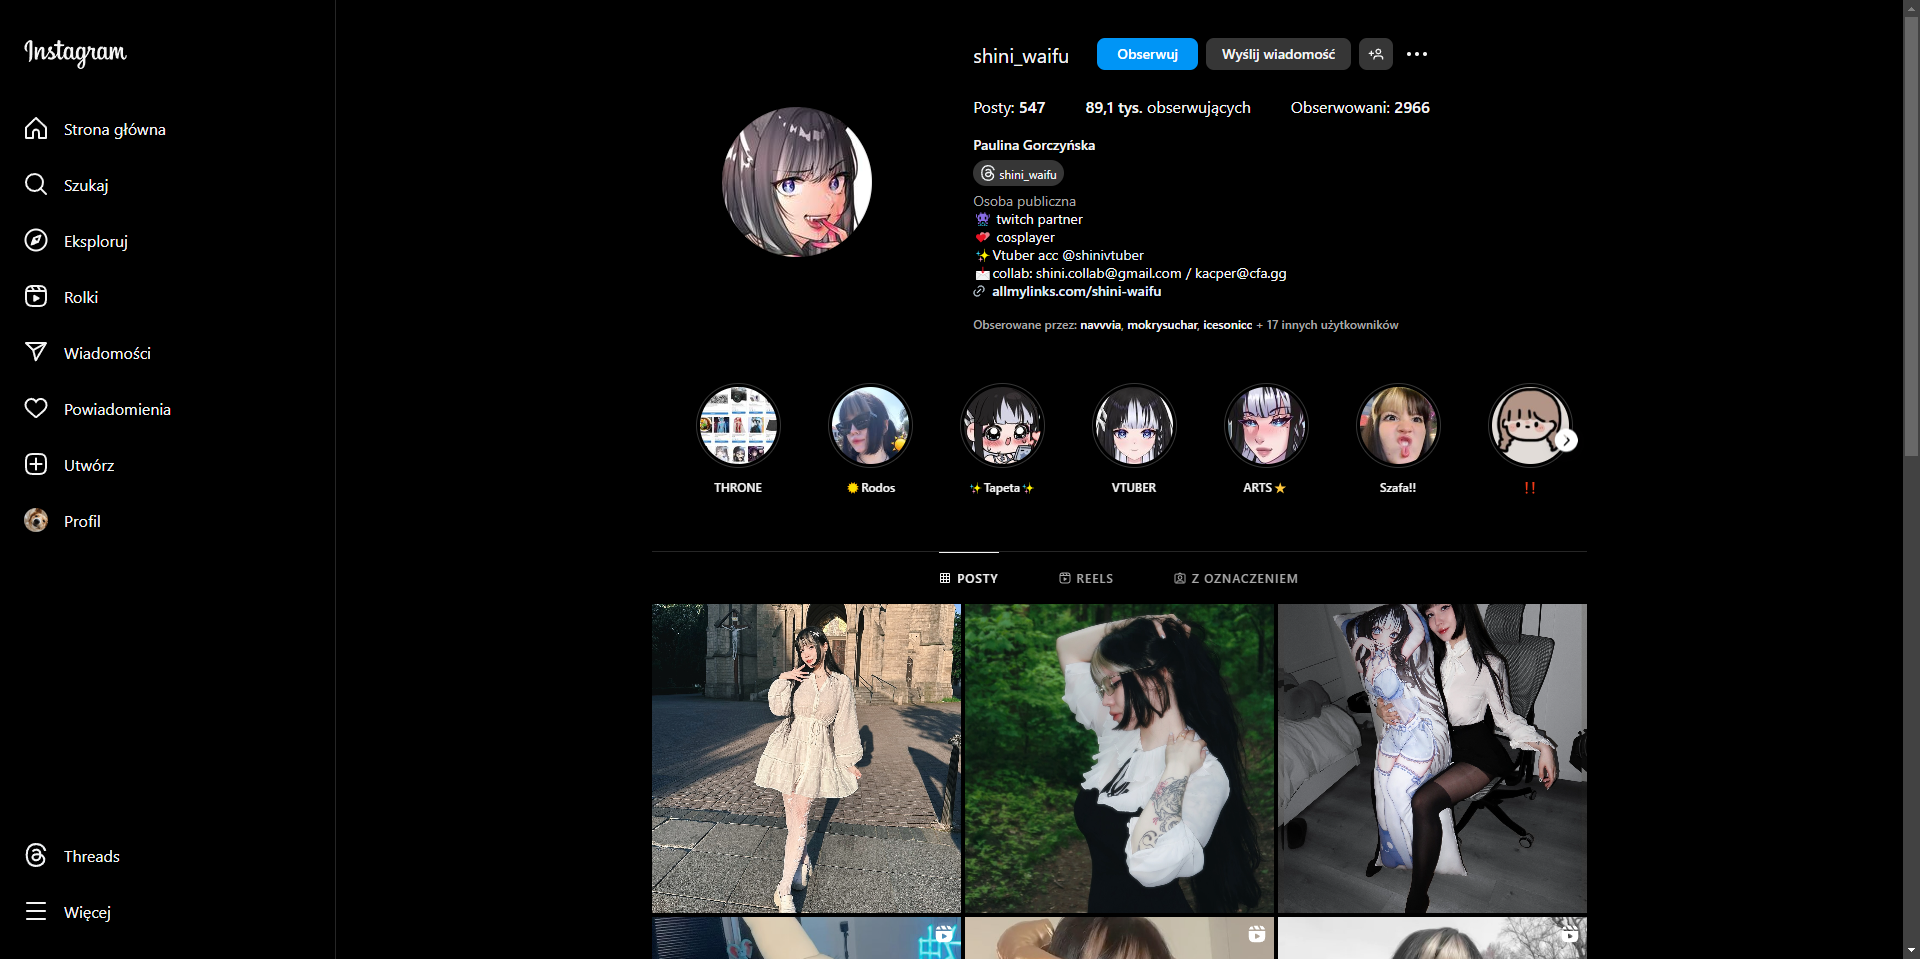 Instagram
Strona główna
Szukaj
Eksploruj
Rolki
Wiadomości
Powiadomienia
Utwórz
Profil
Threads
Więcej
shini_waifu
Obserwuj
Wyślij wiadomość
Posty: 547
89,1 tys. obserwujących
Obserwowani: 2966
Paulina Gorczyńska
shini_waifu
Osoba publiczna
👾 twitch partner
💕 cosplayer
✨Vtuber acc @shinivtuber
📩collab: shini.collab@gmail.com / kacper@cfa.gg
allmylinks.com/shini-waifu
Obserowane przez: navvvia, mokrysuchar, icesonicc + 17 innych użytkowników
THRONE
Rodos
✨Tapeta✨
VTUBER
ARTS⭐
Szafa!!
!!
POSTY
REELS
Z OZNACZENIEM